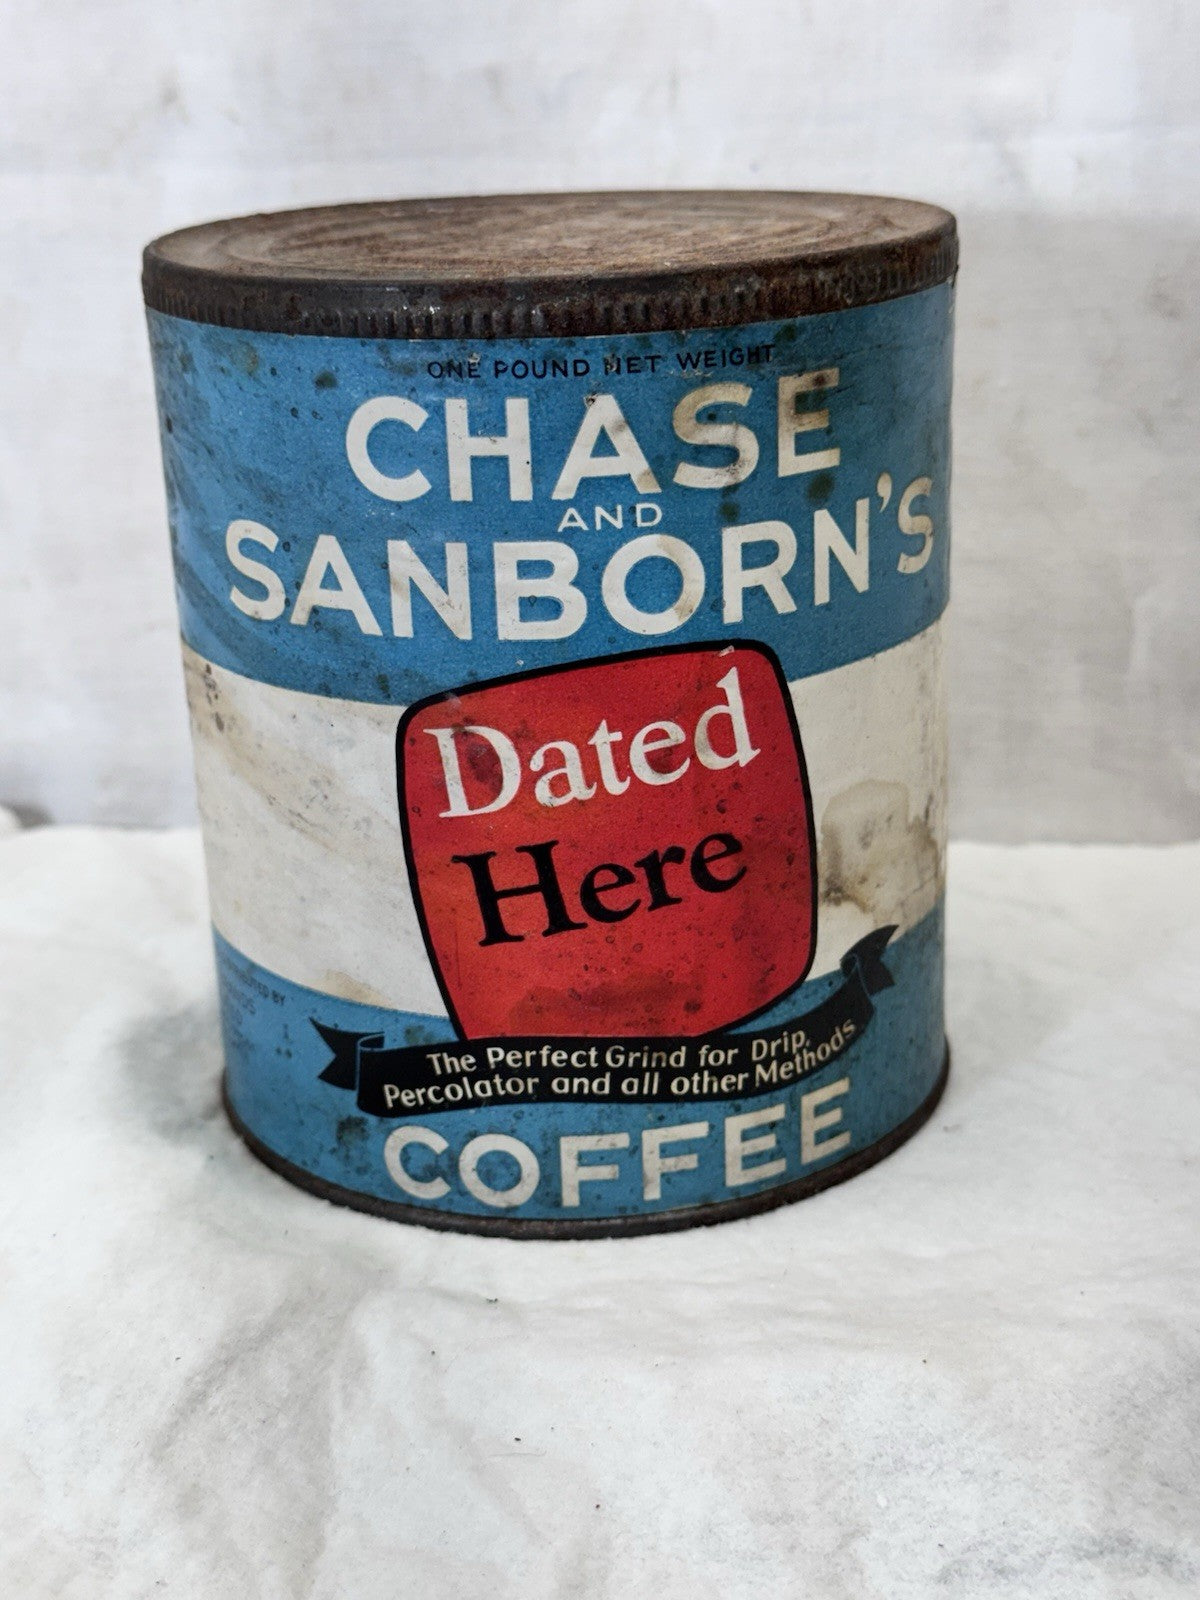 ONE POUND NET WEIGHT
CHASE
AND
SANBORN'S
Dated
Here
The Perfect Grind for Drip,
Percolator and all other Methods
COFFEE
BY